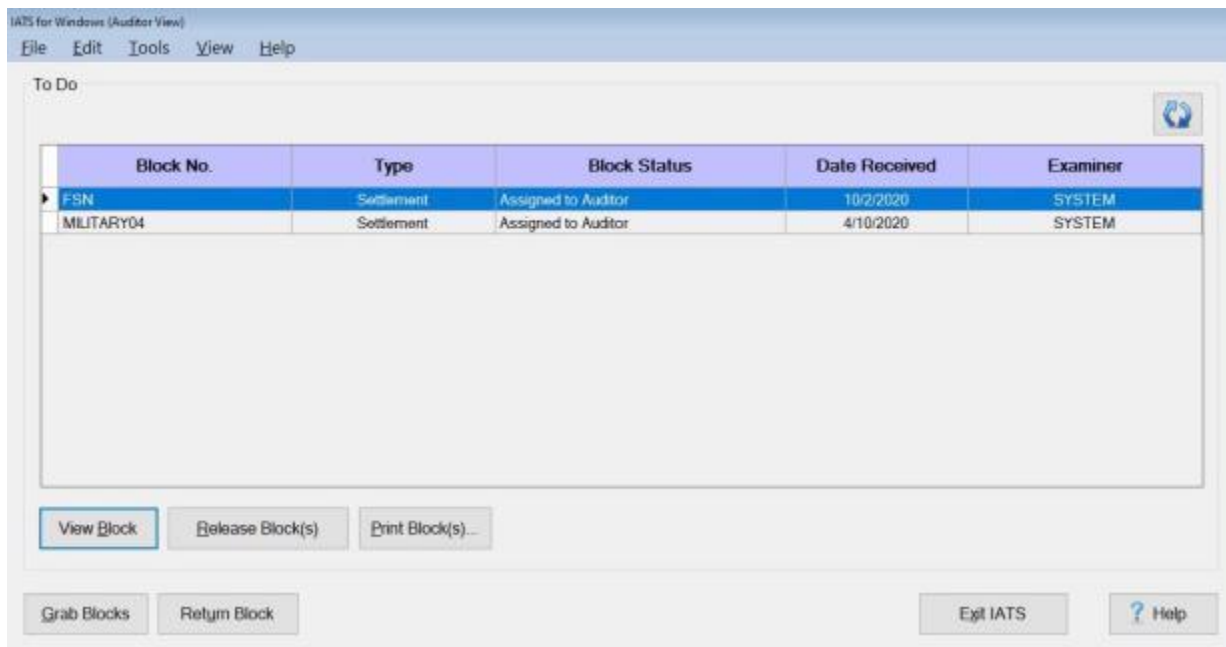 IATS for Windows (Auditor View)
File Edit Tools View Help
To Do
Block No. Type Block Status Date Received Examiner
FSN Settlement Assigned to Auditor 10/2/2020 SYSTEM
MILITARY04 Settlement Assigned to Auditor 4/10/2020 SYSTEM
View Block Release Block(s) Print Block(s)...
Grab Blocks Return Block Exit IATS ? Help